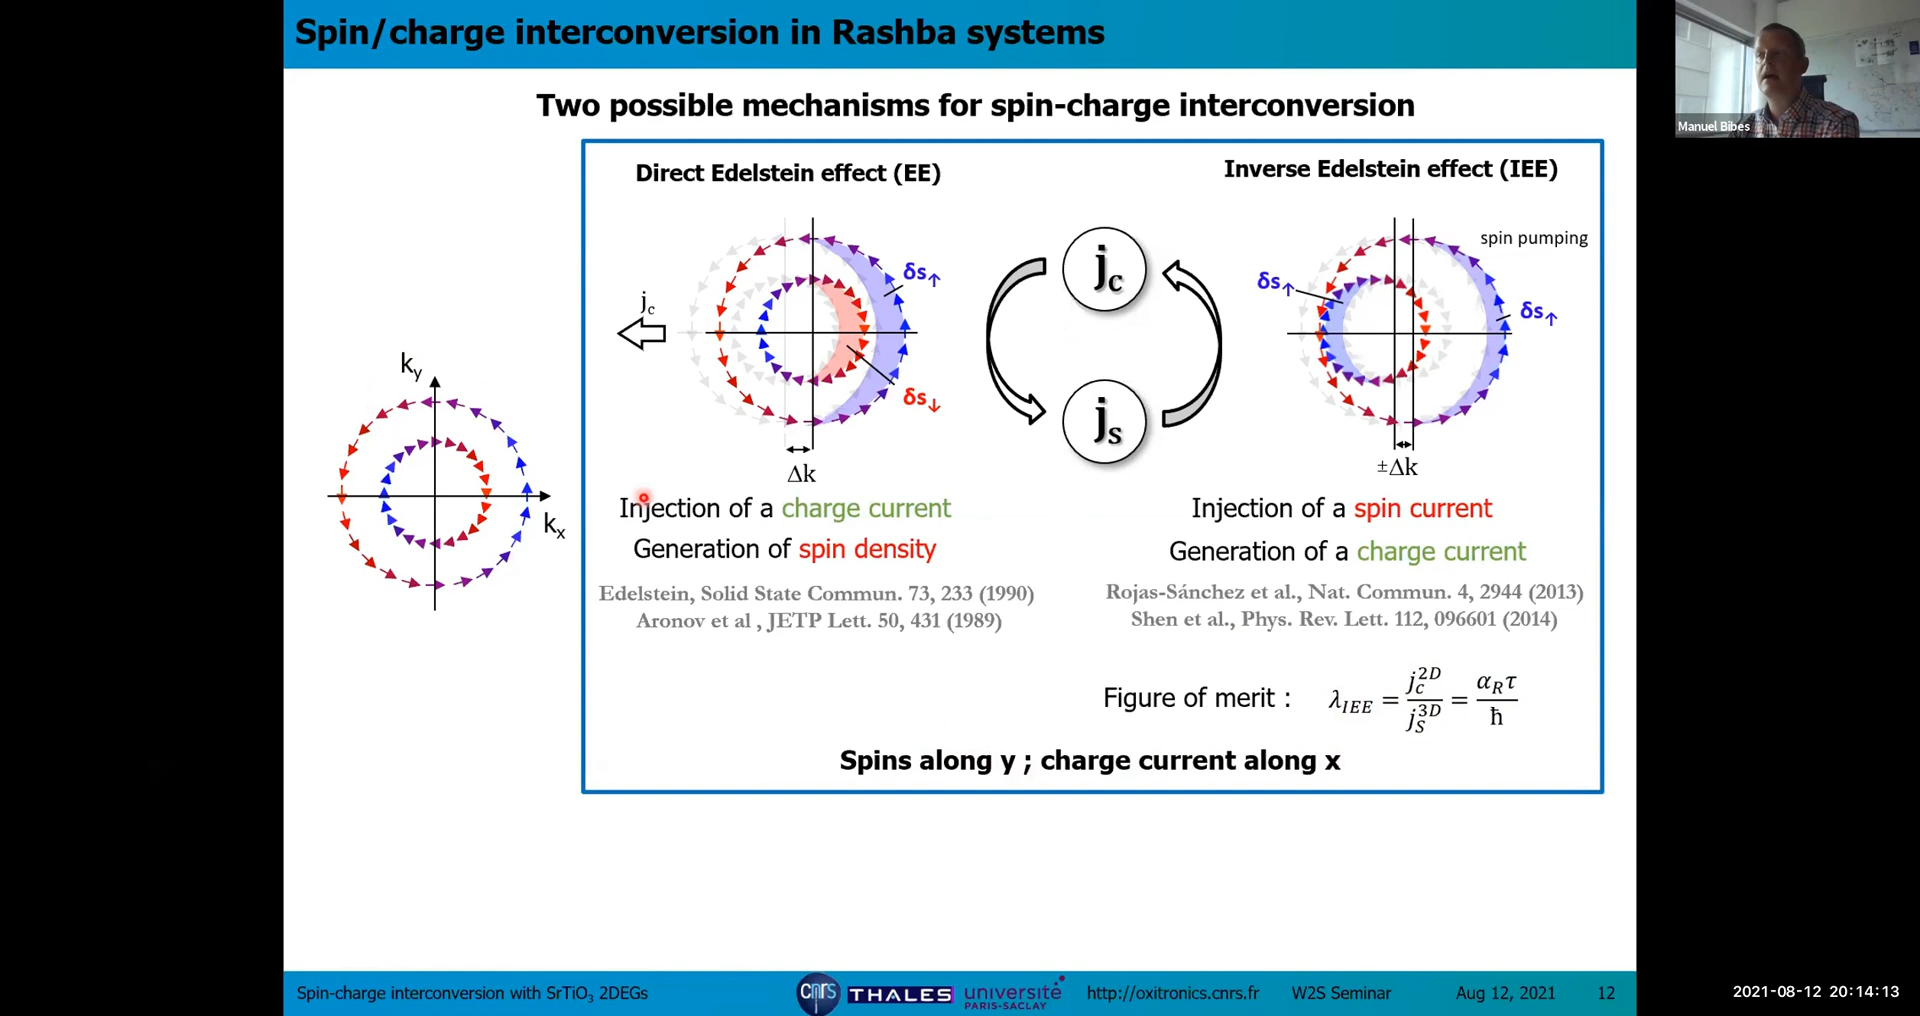 Spin/charge interconversion in Rashba systems
Manuel Bibes
Two possible mechanisms for spin-charge interconversion
Direct Edelstein effect (EE)
Inverse Edelstein effect (IEE)
spin pumping
δs↑
δs↓
jc
Δk
jc
js
δs↑
δs↑
±Δk
ky
kx
Injection of a charge current
Generation of spin density
Edelstein, Solid State Commun. 73, 233 (1990)
Aronov et al , JETP Lett. 50, 431 (1989)
Injection of a spin current
Generation of a charge current
Rojas-Sánchez et al., Nat. Commun. 4, 2944 (2013)
Shen et al., Phys. Rev. Lett. 112, 096601 (2014)
Figure of merit : λ_IEE = j_c^2D / j_S^3D = α_R τ / ħ
Spins along y ; charge current along x
Spin-charge interconversion with SrTiO₃ 2DEGs
cnrs
THALES
université
PARIS-SACLAY
http://oxitronics.cnrs.fr
W2S Seminar
Aug 12, 2021
12
2021-08-12 20:14:13